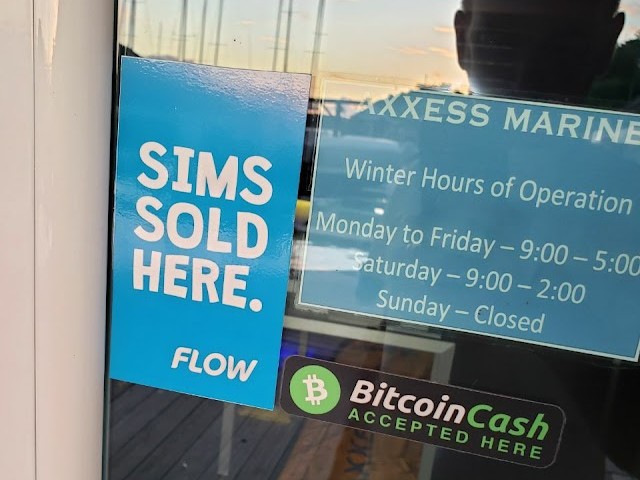 SIMS
SOLD
HERE.
FLOW
AXXESS MARINE
Winter Hours of Operation
Monday to Friday – 9:00 – 5:00
Saturday – 9:00 – 2:00
Sunday – Closed
BitcoinCash
ACCEPTED HERE